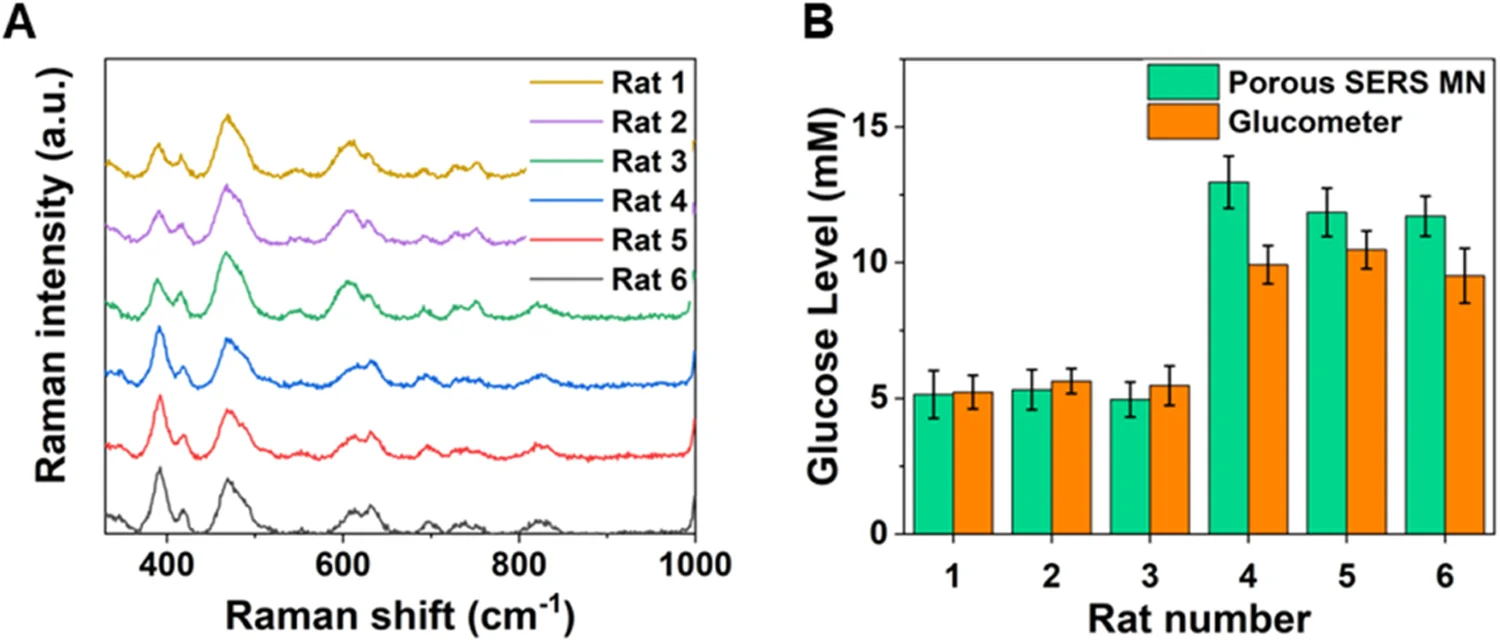 A
Raman intensity (a.u.)
Rat 1
Rat 2
Rat 3
Rat 4
Rat 5
Rat 6
400 600 800 1000
Raman shift (cm⁻¹)
B
Glucose Level (mM)
Porous SERS MN
Glucometer
15
10
5
0
1 2 3 4 5 6
Rat number